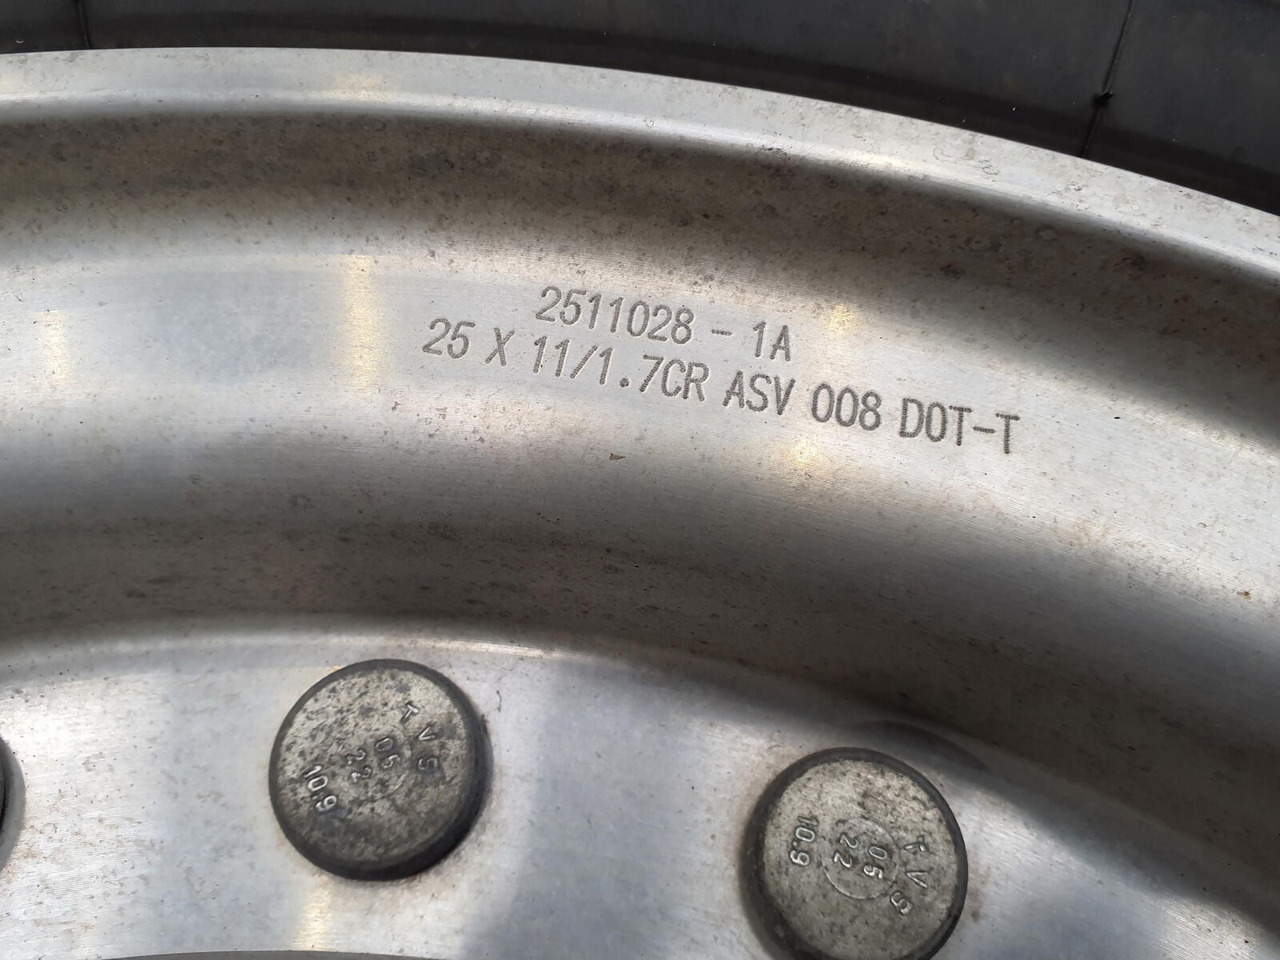 2511028 - 1A
25 X 11/1.7CR ASV 008 DOT-T
TVS
05
22
10.9
TVS
05
22
10.9